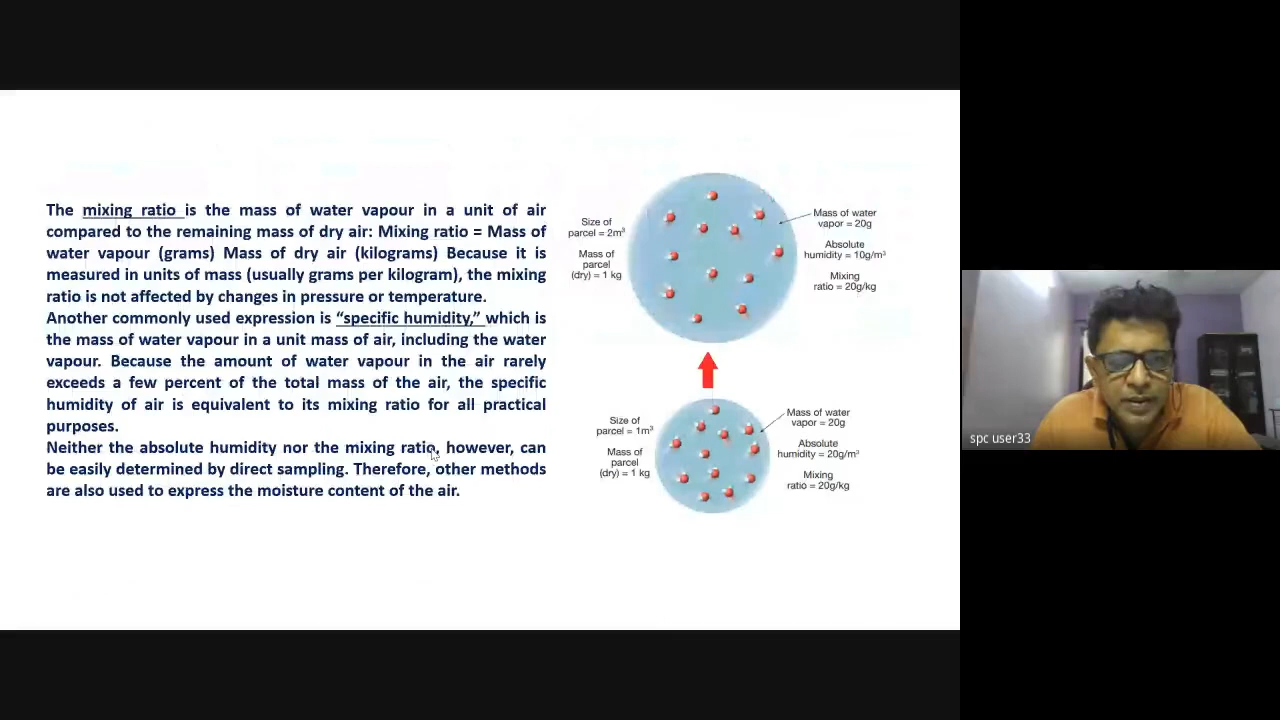 The mixing ratio is the mass of water vapour in a unit of air
compared to the remaining mass of dry air: Mixing ratio = Mass of
water vapour (grams) Mass of dry air (kilograms) Because it is
measured in units of mass (usually grams per kilogram), the mixing
ratio is not affected by changes in pressure or temperature.
Another commonly used expression is “specific humidity,” which is
the mass of water vapour in a unit mass of air, including the water
vapour. Because the amount of water vapour in the air rarely
exceeds a few percent of the total mass of the air, the specific
humidity of air is equivalent to its mixing ratio for all practical
purposes.
Neither the absolute humidity nor the mixing ratio, however, can
be easily determined by direct sampling. Therefore, other methods
are also used to express the moisture content of the air.
Size of
parcel = 2m³
Mass of
parcel
(dry) = 1 kg
Mass of water
vapor = 20g
Absolute
humidity = 10g/m³
Mixing
ratio = 20g/kg
Size of
parcel = 1m³
Mass of
parcel
(dry) = 1 kg
Mass of water
vapor = 20g
Absolute
humidity = 20g/m³
Mixing
ratio = 20g/kg
spc user33